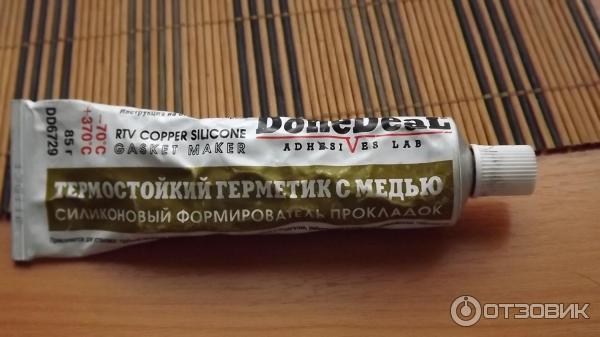 DoneDeaL
ADHESIVES LAB
RTV COPPER SILICONE
GASKET MAKER
−70°C
+370°C
85 г
DD6729
ТЕРМОСТОЙКИЙ ГЕРМЕТИК С МЕДЬЮ
СИЛИКОНОВЫЙ ФОРМИРОВАТЕЛЬ ПРОКЛАДОК
ОТЗОВИК